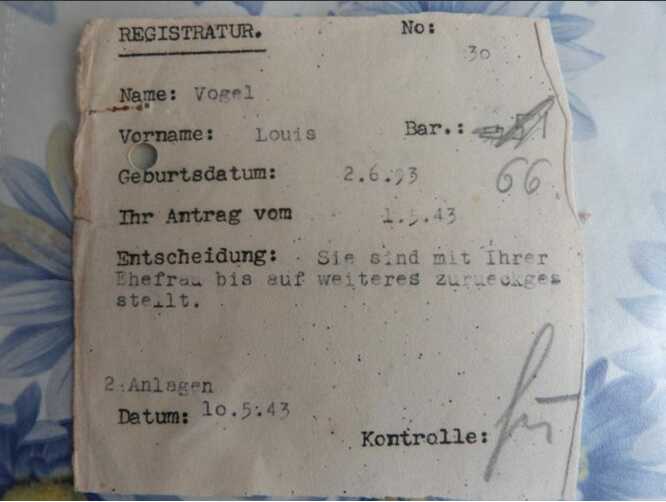 REGISTRATUR. No:
30
Name: Vogel
Vorname: Louis Bar.:
66
Geburtsdatum: 2.6.93
Ihr Antrag vom 1.5.43
Entscheidung: Sie sind mit Ihrer
Ehefrau bis auf weiteres zurueckges
stellt.
2 Anlagen
Datum: 10.5.43
Kontrolle: